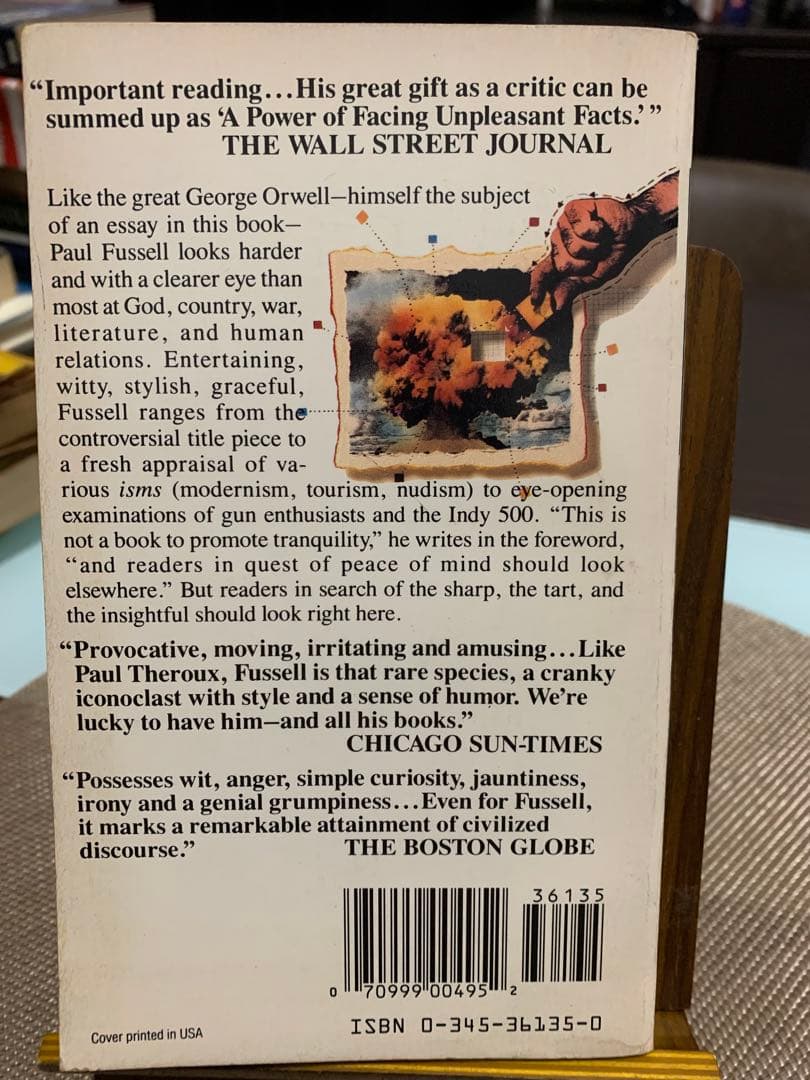 “Important reading...His great gift as a critic can be
summed up as ‘A Power of Facing Unpleasant Facts.’”
THE WALL STREET JOURNAL
Like the great George Orwell—himself the subject
of an essay in this book—
Paul Fussell looks harder
and with a clearer eye than
most at God, country, war,
literature, and human
relations. Entertaining,
witty, stylish, graceful,
Fussell ranges from the
controversial title piece to
a fresh appraisal of va-
rious isms (modernism, tourism, nudism) to eye-opening
examinations of gun enthusiasts and the Indy 500. “This is
not a book to promote tranquility,” he writes in the foreword,
“and readers in quest of peace of mind should look
elsewhere.” But readers in search of the sharp, the tart, and
the insightful should look right here.
“Provocative, moving, irritating and amusing...Like
Paul Theroux, Fussell is that rare species, a cranky
iconoclast with style and a sense of humor. We’re
lucky to have him—and all his books.”
CHICAGO SUN-TIMES
“Possesses wit, anger, simple curiosity, jauntiness,
irony and a genial grumpiness...Even for Fussell,
it marks a remarkable attainment of civilized
discourse.” THE BOSTON GLOBE
36135
0 70999 00495 2
ISBN 0-345-36135-0
Cover printed in USA